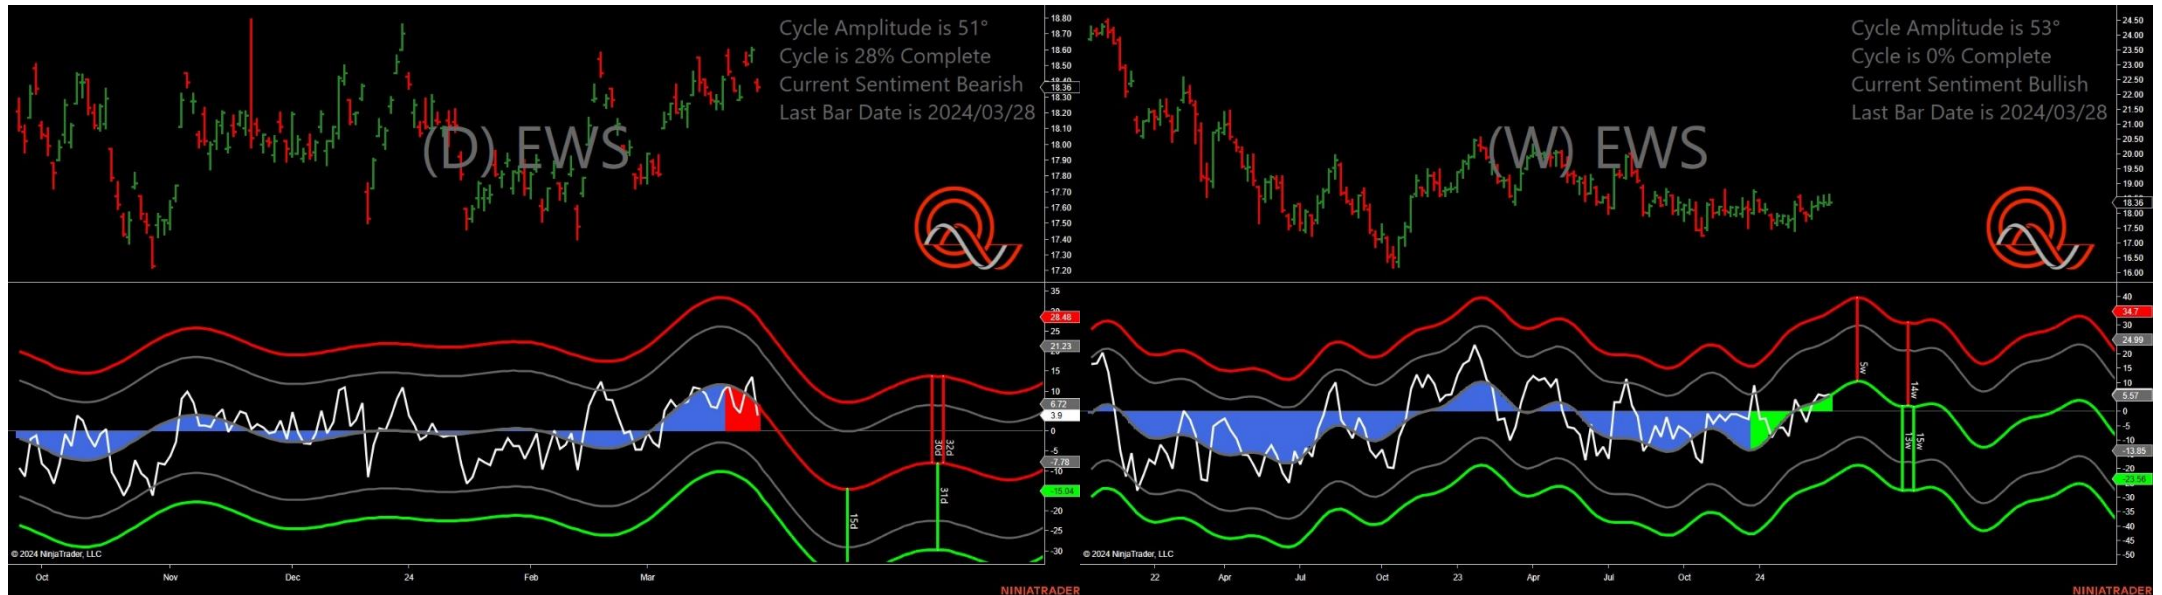 Cycle Amplitude is 51°
Cycle is 28% Complete
Current Sentiment Bearish
Last Bar Date is 2024/03/28
(D) EWS
18.80
18.70
18.60
18.50
18.40
18.36
18.30
18.20
18.10
18.00
17.90
17.80
17.70
17.60
17.50
17.40
17.30
17.20
35
28.48
25
21.23
15
10
6.72
3.9
0
-5
-7.78
-10
-15.04
-20
-25
-30
15d
30d
32d
31d
© 2024 NinjaTrader, LLC
Oct
Nov
Dec
24
Feb
Mar
NINJATRADER
Cycle Amplitude is 53°
Cycle is 0% Complete
Current Sentiment Bullish
Last Bar Date is 2024/03/28
(W) EWS
24.50
24.00
23.50
23.00
22.50
22.00
21.50
21.00
20.50
20.00
19.50
19.00
18.36
18.00
17.50
17.00
16.50
16.00
40
34.7
30
24.99
20
15
10
5.57
0
-5
-10
-13.85
-20
-23.56
-30
-35
-40
-45
-50
5w
14w
13w
15w
© 2024 NinjaTrader, LLC
22
Apr
Jul
Oct
23
Apr
Jul
Oct
24
NINJATRADER